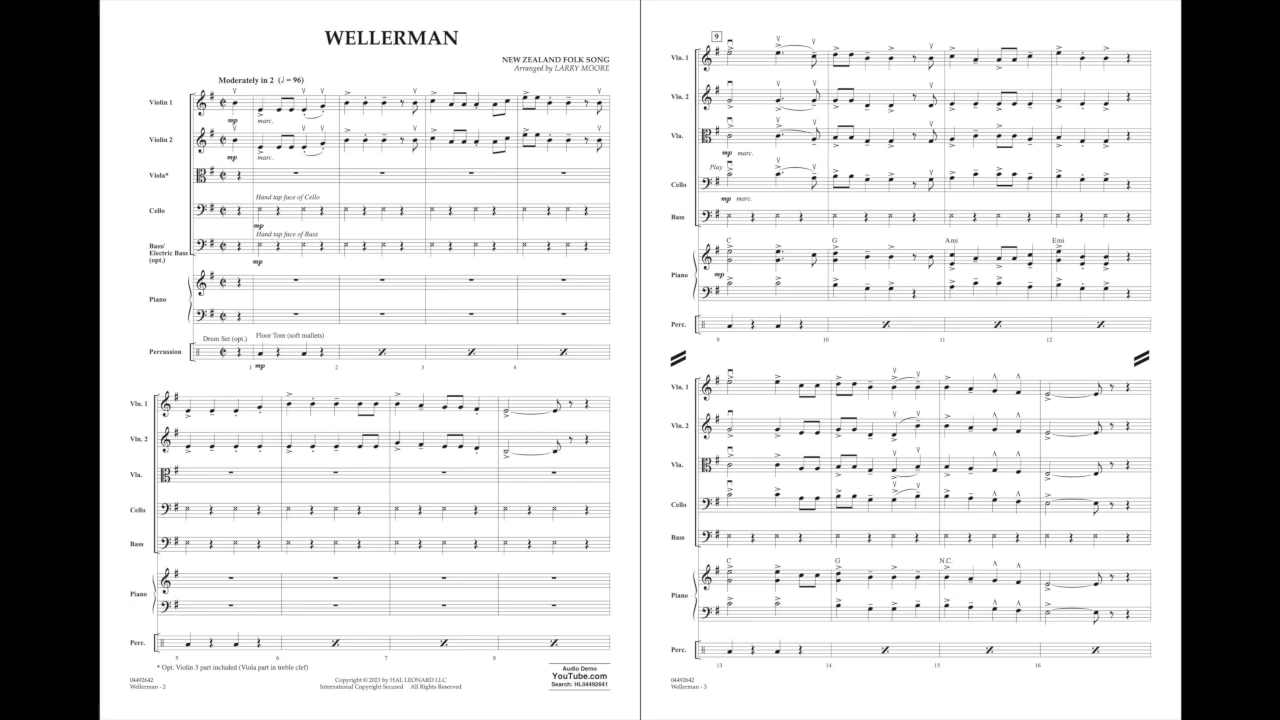 WELLERMAN
NEW ZEALAND FOLK SONG
Arranged by LARRY MOORE
Moderately in 2 (♩ = 96)
Violin 1
mp
marc.
Violin 2
mp
marc.
Viola*
Hand tap face of Cello
Cello
mp
Hand tap face of Bass
Bass/
Electric Bass
(opt.)
mp
Piano
Drum Set (opt.)
Floor Tom (soft mallets)
Percussion
mp
1 2 3 4
Vln. 1
Vln. 2
Vla.
Cello
Bass
Piano
Perc.
5 6 7 8
* Opt. Violin 3 part included (Viola part in treble clef)
04492642
Wellerman - 2
Copyright © 2021 by HAL LEONARD LLC
International Copyright Secured All Rights Reserved
Audio Demo
YouTube.com
Search: HL04492641
9
Vln. 1
Vln. 2
Vla.
mp marc.
Play
Cello
mp marc.
Bass
C G Ami Emi
Piano
mp
Perc.
9 10 11 12
Vln. 1
Vln. 2
Vla.
Cello
Bass
C G N.C.
Piano
Perc.
13 14 15 16
04492642
Wellerman - 3